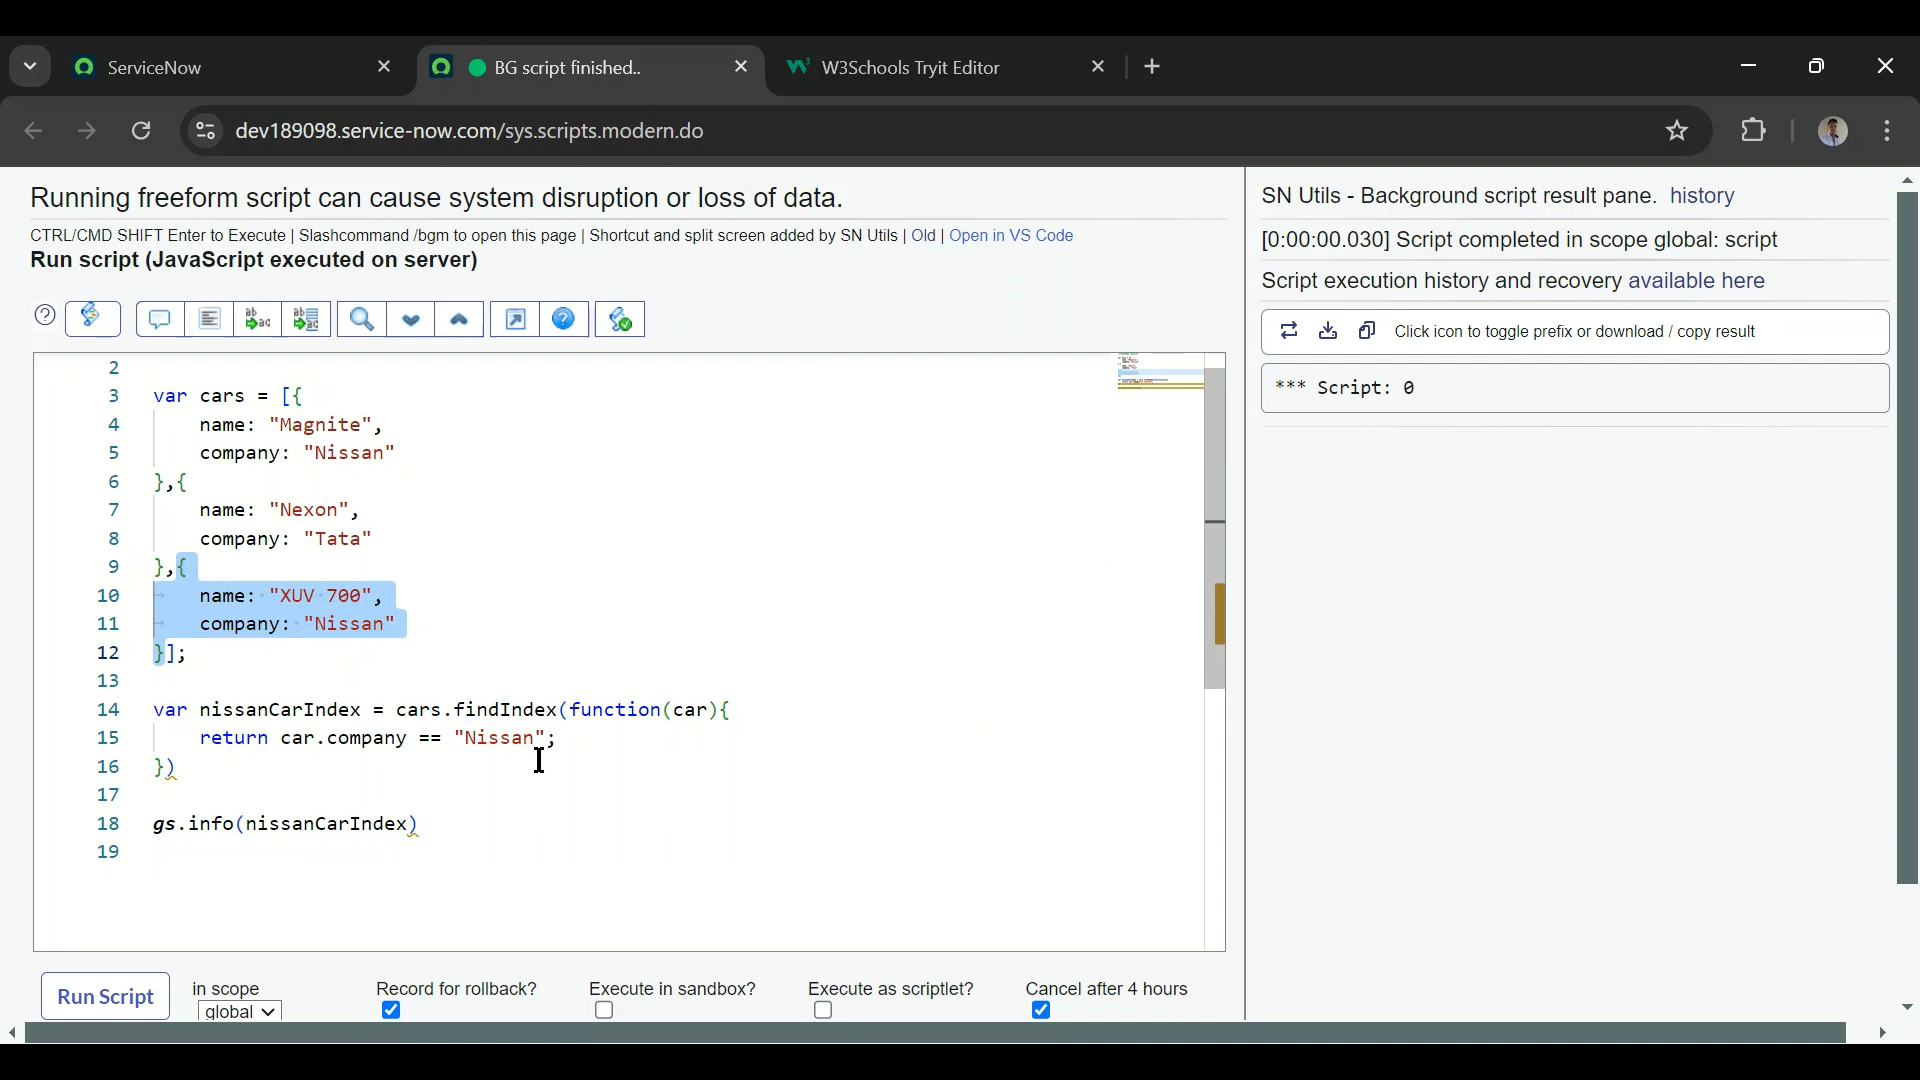 ServiceNow
BG script finished..
W3Schools Tryit Editor
dev189098.service-now.com/sys.scripts.modern.do
Running freeform script can cause system disruption or loss of data.
CTRL/CMD SHIFT Enter to Execute | Slashcommand /bgm to open this page | Shortcut and split screen added by SN Utils | Old | Open in VS Code
Run script (JavaScript executed on server)
2
3 var cars = [{
4 name: "Magnite",
5 company: "Nissan"
6 },{
7 name: "Nexon",
8 company: "Tata"
9 },{
10 name: "XUV 700",
11 company: "Nissan"
12 }];
13
14 var nissanCarIndex = cars.findIndex(function(car){
15 return car.company == "Nissan";
16 })
17
18 gs.info(nissanCarIndex)
19
Run Script
in scope
global
Record for rollback?
Execute in sandbox?
Execute as scriptlet?
Cancel after 4 hours
SN Utils - Background script result pane. history
[0:00:00.030] Script completed in scope global: script
Script execution history and recovery available here
Click icon to toggle prefix or download / copy result
*** Script: 0